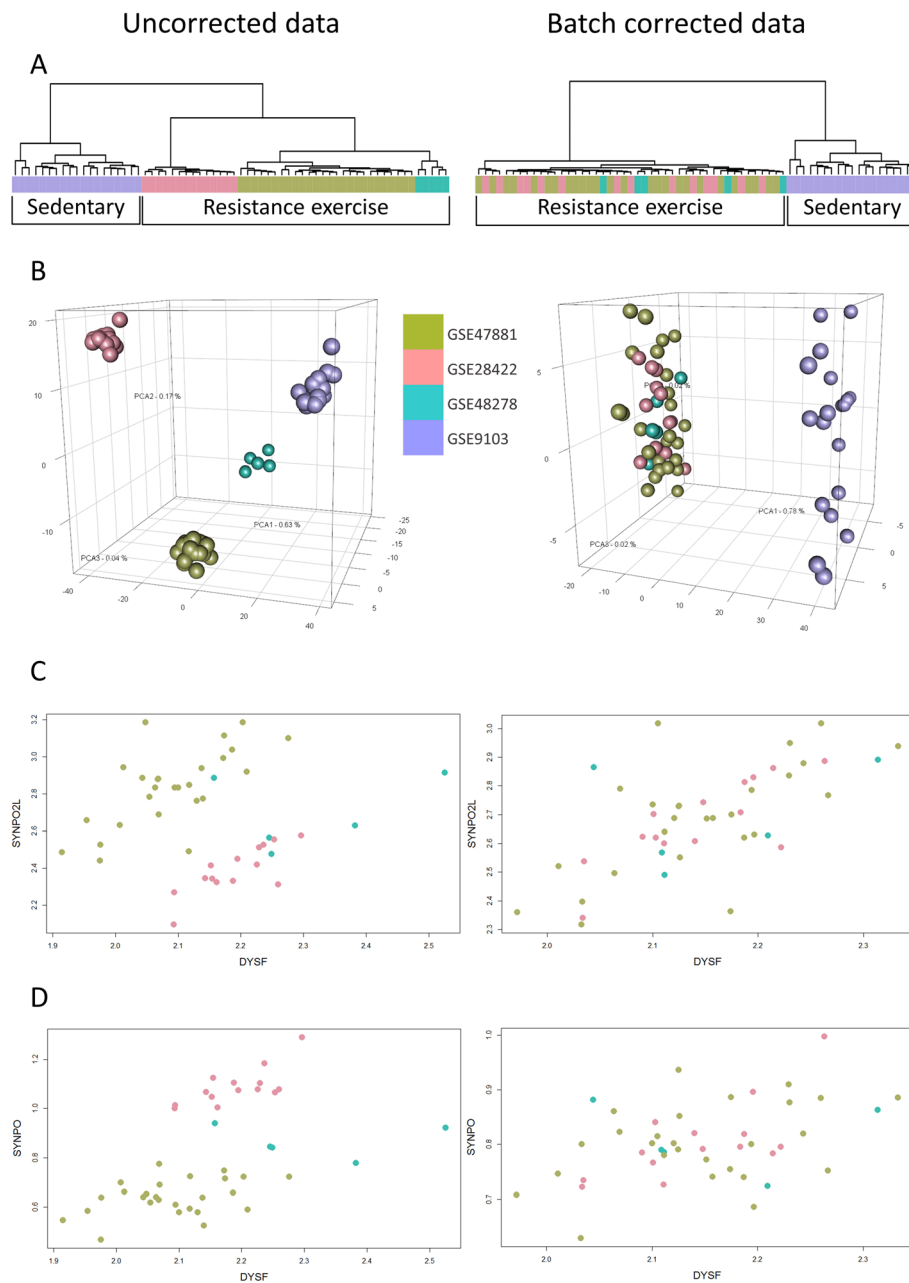 Uncorrected data Batch corrected data
A
Sedentary Resistance exercise Resistance exercise Sedentary
B
20
10
0
-10
PCA2 - 0.17 %
PCA1 - 0.63 %
PCA3 - 0.04 %
-40 -20 0 20 40
-25
-20
-15
-10
-5
0
5
GSE47881
GSE28422
GSE48278
GSE9103
5
0
-5
PCA1 - 0.78 %
PCA3 - 0.02 %
-20 -10 0 10 20 30 40
-5
0
5
C
SYNPO2L
3.2
3.0
2.8
2.6
2.4
2.2
1.9 2.0 2.1 2.2 2.3 2.4 2.5
DYSF
SYNPO2L
3.0
2.9
2.8
2.7
2.6
2.5
2.4
2.3
2.0 2.1 2.2 2.3
DYSF
D
SYNPO
1.2
1.0
0.8
0.6
1.9 2.0 2.1 2.2 2.3 2.4 2.5
DYSF
SYNPO
1.0
0.9
0.8
0.7
2.0 2.1 2.2 2.3
DYSF